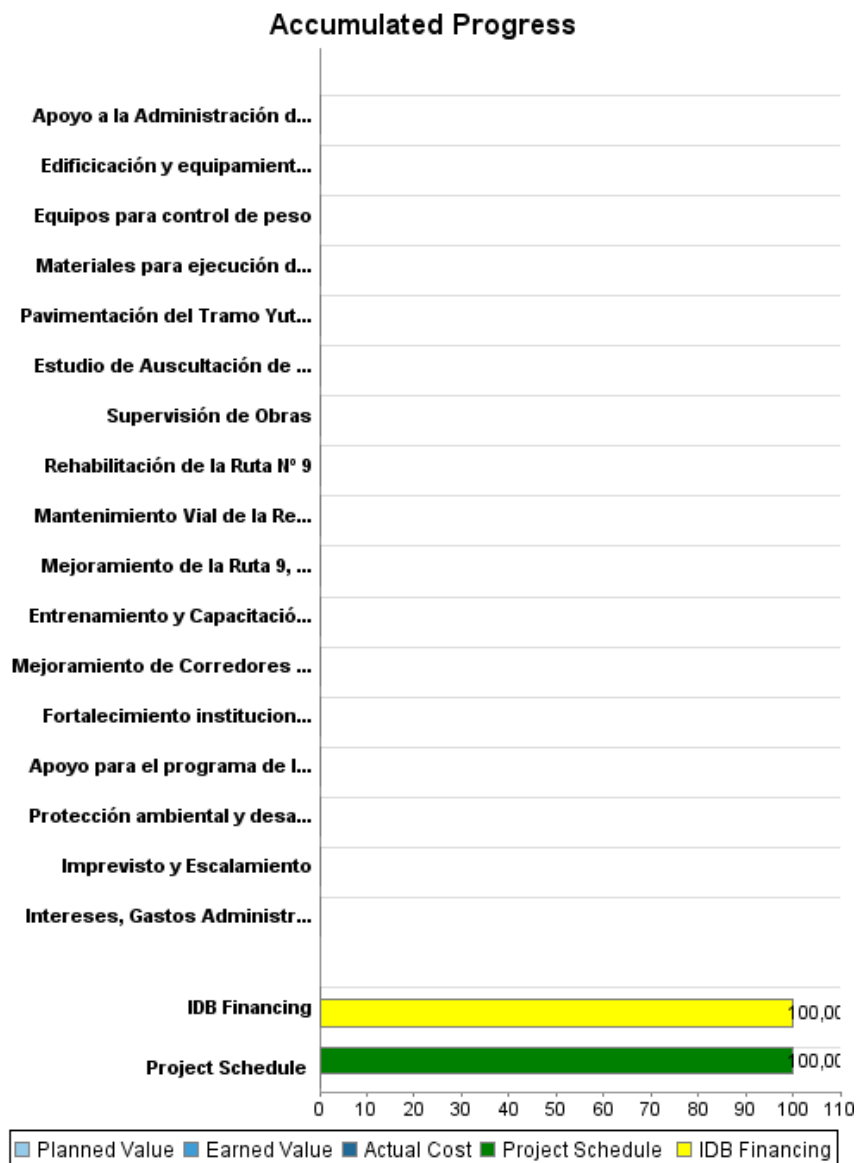 Accumulated Progress
Apoyo a la Administración d...
Edificicación y equipamient...
Equipos para control de peso
Materiales para ejecución d...
Pavimentación del Tramo Yut...
Estudio de Auscultación de ...
Supervisión de Obras
Rehabilitación de la Ruta Nº 9
Mantenimiento Vial de la Re...
Mejoramiento de la Ruta 9, ...
Entrenamiento y Capacitació...
Mejoramiento de Corredores ...
Fortalecimiento institucion...
Apoyo para el programa de l...
Protección ambiental y desa...
Imprevisto y Escalamiento
Intereses, Gastos Administr...
IDB Financing 100,00
Project Schedule 100,00
0 10 20 30 40 50 60 70 80 90 100 110
Planned Value Earned Value Actual Cost Project Schedule IDB Financing